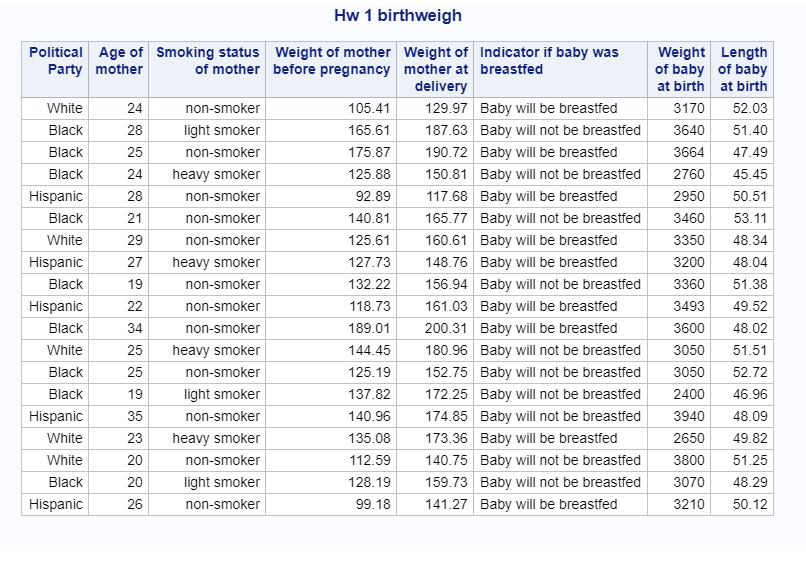 Hw 1 birthweigh
Political Party Age of mother Smoking status of mother Weight of mother before pregnancy Weight of mother at delivery Indicator if baby was breastfed Weight of baby at birth Length of baby at birth
White 24 non-smoker 105.41 129.97 Baby will be breastfed 3170 52.03
Black 28 light smoker 165.61 187.63 Baby will not be breastfed 3640 51.40
Black 25 non-smoker 175.87 190.72 Baby will be breastfed 3664 47.49
Black 24 heavy smoker 125.88 150.81 Baby will not be breastfed 2760 45.45
Hispanic 28 non-smoker 92.89 117.68 Baby will be breastfed 2950 50.51
Black 21 non-smoker 140.81 165.77 Baby will not be breastfed 3460 53.11
White 29 non-smoker 125.61 160.61 Baby will be breastfed 3350 48.34
Hispanic 27 heavy smoker 127.73 148.76 Baby will be breastfed 3200 48.04
Black 19 non-smoker 132.22 156.94 Baby will not be breastfed 3360 51.38
Hispanic 22 non-smoker 118.73 161.03 Baby will be breastfed 3493 49.52
Black 34 non-smoker 189.01 200.31 Baby will be breastfed 3600 48.02
White 25 heavy smoker 144.45 180.96 Baby will not be breastfed 3050 51.51
Black 25 non-smoker 125.19 152.75 Baby will not be breastfed 3050 52.72
Black 19 light smoker 137.82 172.25 Baby will not be breastfed 2400 46.96
Hispanic 35 non-smoker 140.96 174.85 Baby will not be breastfed 3940 48.09
White 23 heavy smoker 135.08 173.36 Baby will be breastfed 2650 49.82
White 20 non-smoker 112.59 140.75 Baby will not be breastfed 3800 51.25
Black 20 light smoker 128.19 159.73 Baby will not be breastfed 3070 48.29
Hispanic 26 non-smoker 99.18 141.27 Baby will be breastfed 3210 50.12